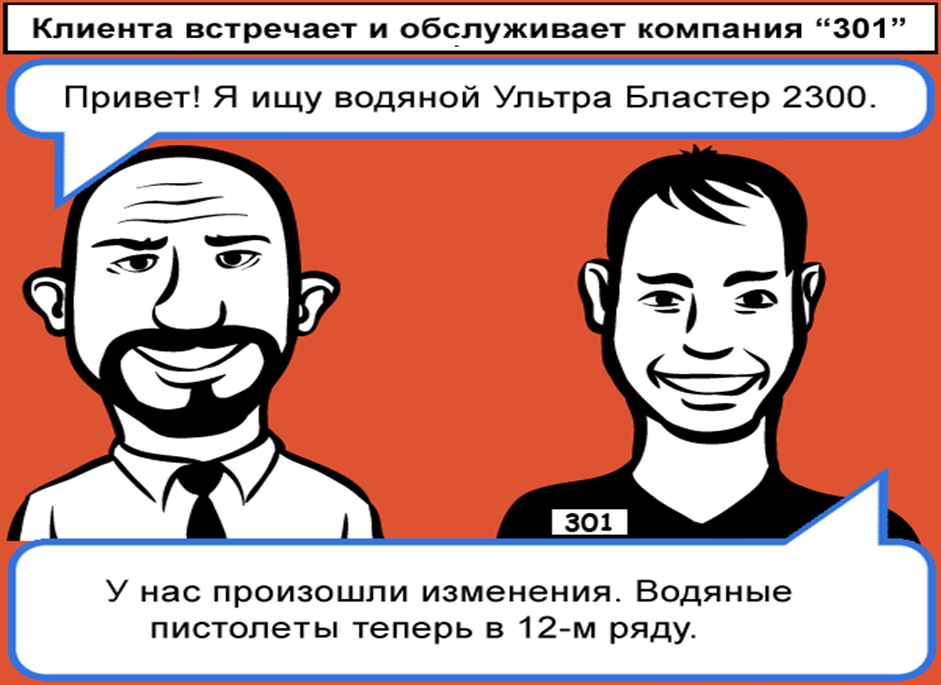 Клиента встречает и обслуживает компания “301”
Привет! Я ищу водяной Ультра Бластер 2300.
301
У нас произошли изменения. Водяные
пистолеты теперь в 12-м ряду.